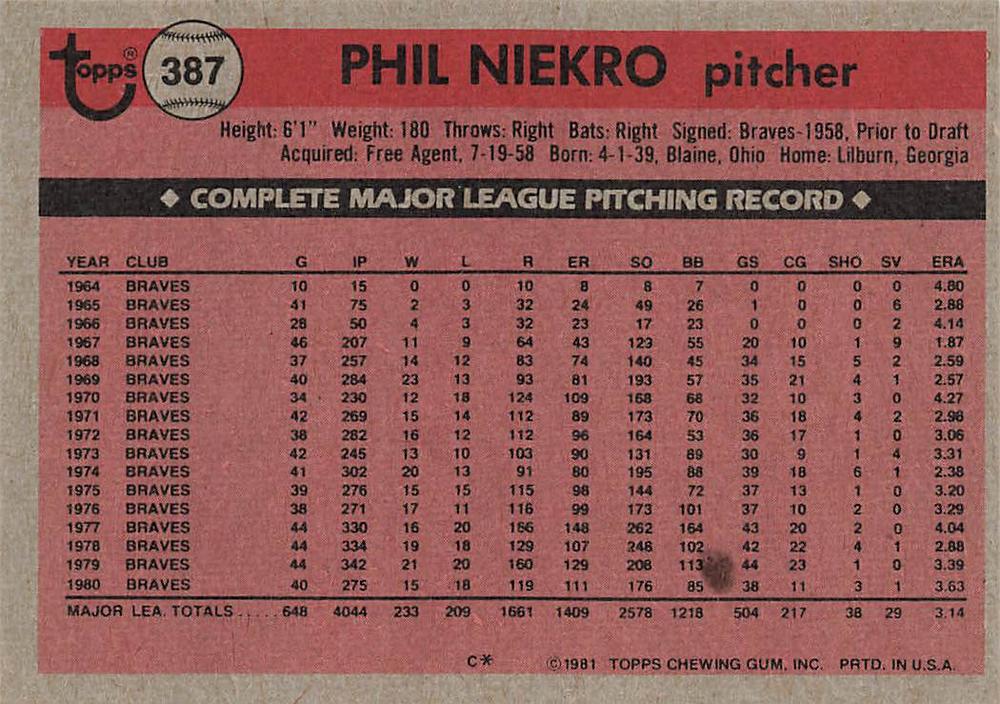 Topps® 387 PHIL NIEKRO pitcher
Height: 6'1" Weight: 180 Throws: Right Bats: Right Signed: Braves-1958, Prior to Draft
Acquired: Free Agent, 7-19-58 Born: 4-1-39, Blaine, Ohio Home: Lilburn, Georgia
◆ COMPLETE MAJOR LEAGUE PITCHING RECORD ◆
YEAR CLUB G IP W L R ER SO BB GS CG SHO SV ERA
1964 BRAVES 10 15 0 0 10 8 8 7 0 0 0 0 4.80
1965 BRAVES 41 75 2 3 32 24 49 26 1 0 0 6 2.88
1966 BRAVES 28 50 4 3 32 23 17 23 0 0 0 2 4.14
1967 BRAVES 46 207 11 9 64 43 123 55 20 10 1 9 1.87
1968 BRAVES 37 257 14 12 83 74 140 45 34 15 5 2 2.59
1969 BRAVES 40 284 23 13 93 81 193 57 35 21 4 1 2.57
1970 BRAVES 34 230 12 18 124 109 168 68 32 10 3 0 4.27
1971 BRAVES 42 269 15 14 112 89 173 70 36 18 4 2 2.98
1972 BRAVES 38 282 16 12 112 96 164 53 36 17 1 0 3.06
1973 BRAVES 42 245 13 10 103 90 131 89 30 9 1 4 3.31
1974 BRAVES 41 302 20 13 91 80 195 88 39 18 6 1 2.38
1975 BRAVES 39 276 15 15 115 98 144 72 37 13 1 0 3.20
1976 BRAVES 38 271 17 11 116 99 173 101 37 10 2 0 3.29
1977 BRAVES 44 330 16 20 166 148 262 164 43 20 2 0 4.04
1978 BRAVES 44 334 19 18 129 107 248 102 42 22 4 1 2.88
1979 BRAVES 44 342 21 20 160 129 208 113 44 23 1 0 3.39
1980 BRAVES 40 275 15 18 119 111 176 85 38 11 3 1 3.63
MAJOR LEA. TOTALS ..... 648 4044 233 209 1661 1409 2578 1218 504 217 38 29 3.14
C* ©1981 TOPPS CHEWING GUM, INC. PRTD. IN U.S.A.